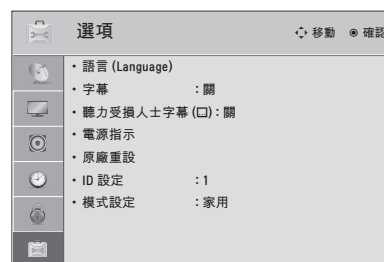 選項 移動 ◉ 確認
・語言 (Language)
・字幕 : 關
・聽力受損人士字幕 (口) : 關
・電源指示
・原廠重設
・ID 設定 : 1
・模式設定 : 家用